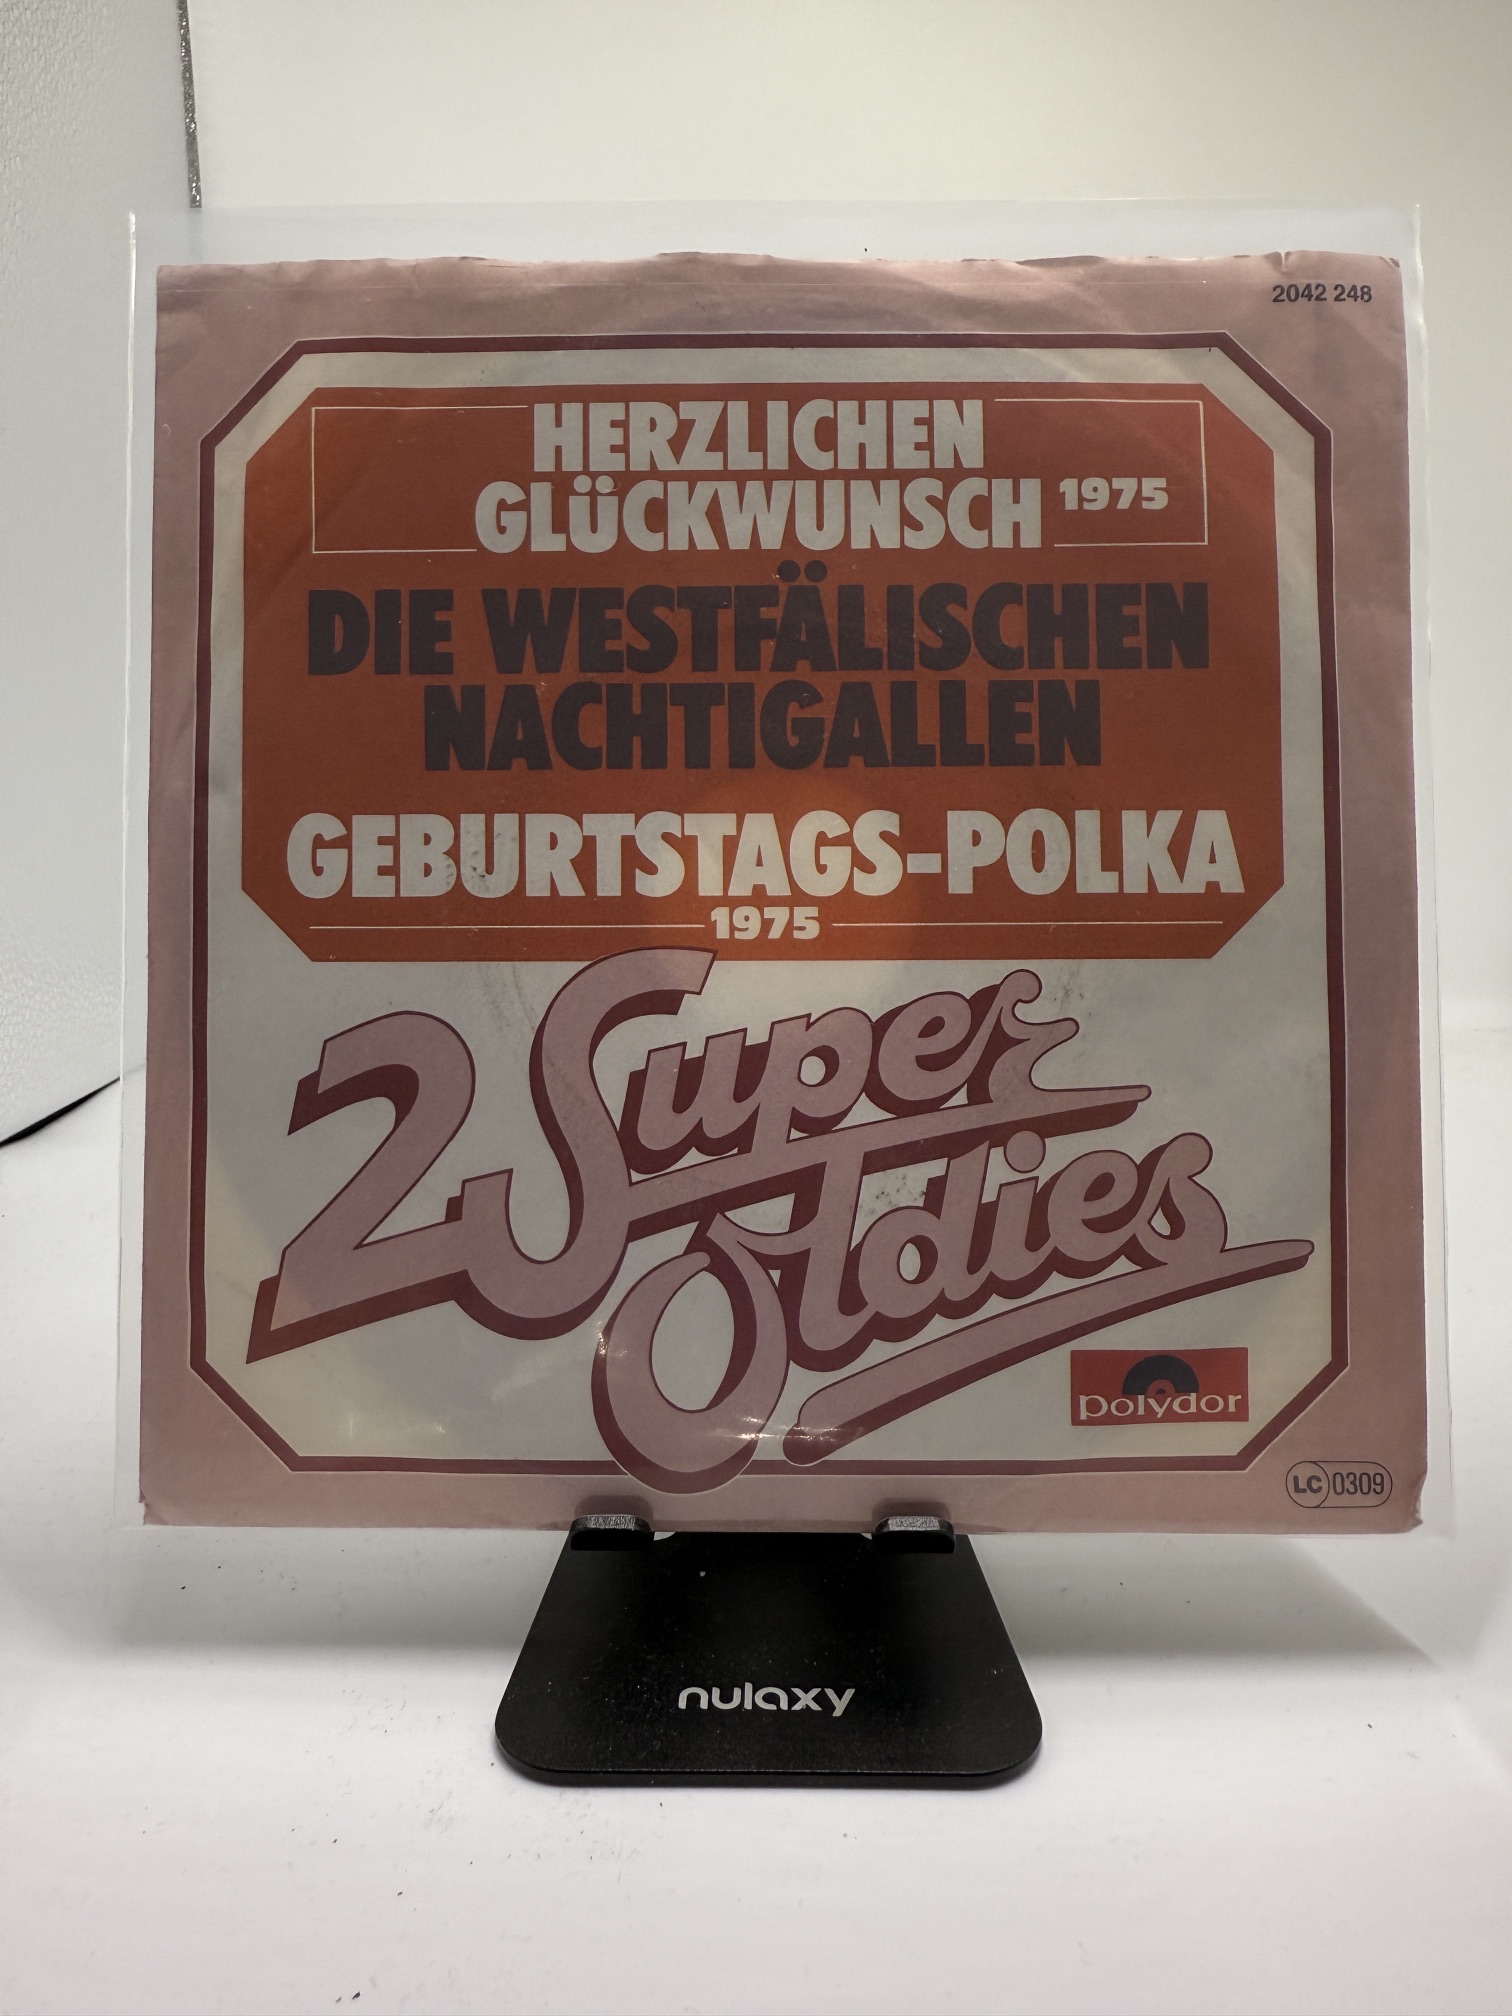 2042 248
HERZLICHEN
GLÜCKWUNSCH 1975
DIE WESTFÄLISCHEN
NACHTIGALLEN
GEBURTSTAGS-POLKA
1975
2 Super
Oldies
polydor
LC 0309
nulaxy